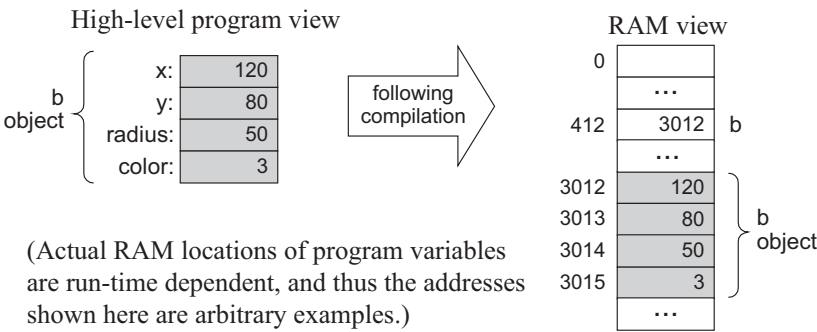 High-level program view
b
object
x: 120
y: 80
radius: 50
color: 3
following
compilation
RAM view
0
...
412 3012 b
...
3012 120
3013 80
3014 50
3015 3
...
b
object
(Actual RAM locations of program variables
are run-time dependent, and thus the addresses
shown here are arbitrary examples.)